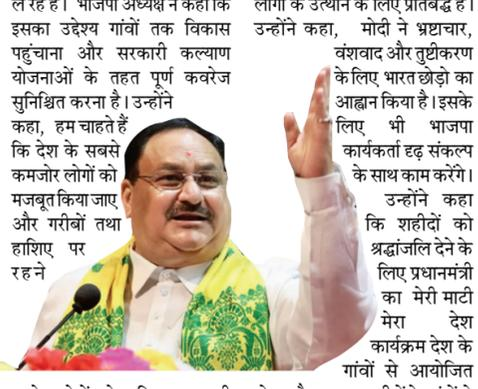 ल रहे हैं। भाजपा अध्यक्ष ने कहा कि
इसका उद्देश्य गांवों तक विकास
पहुंचाना और सरकारी कल्याण
योजनाओं के तहत पूर्ण कवरेज
सुनिश्चित करना है। उन्होंने
कहा, हम चाहते हैं
कि देश के सबसे
कमजोर लोगों को
मजबूत किया जाए
और गरीबों तथा
हाशिए पर
रहने
लोगों के उत्थान के लिए प्रतिबद्ध है।
उन्होंने कहा, मोदी ने भ्रष्टाचार,
वंशवाद और तुष्टीकरण
के लिए भारत छोड़ो का
आह्वान किया है। इसके
लिए भी भाजपा
कार्यकर्ता दृढ़ संकल्प
के साथ काम करेंगे।
उन्होंने कहा
कि शहीदों को
श्रद्धांजलि देने के
लिए प्रधानमंत्री
का मेरी माटी
मेरा देश
कार्यक्रम देश के
गांवों से आयोजित